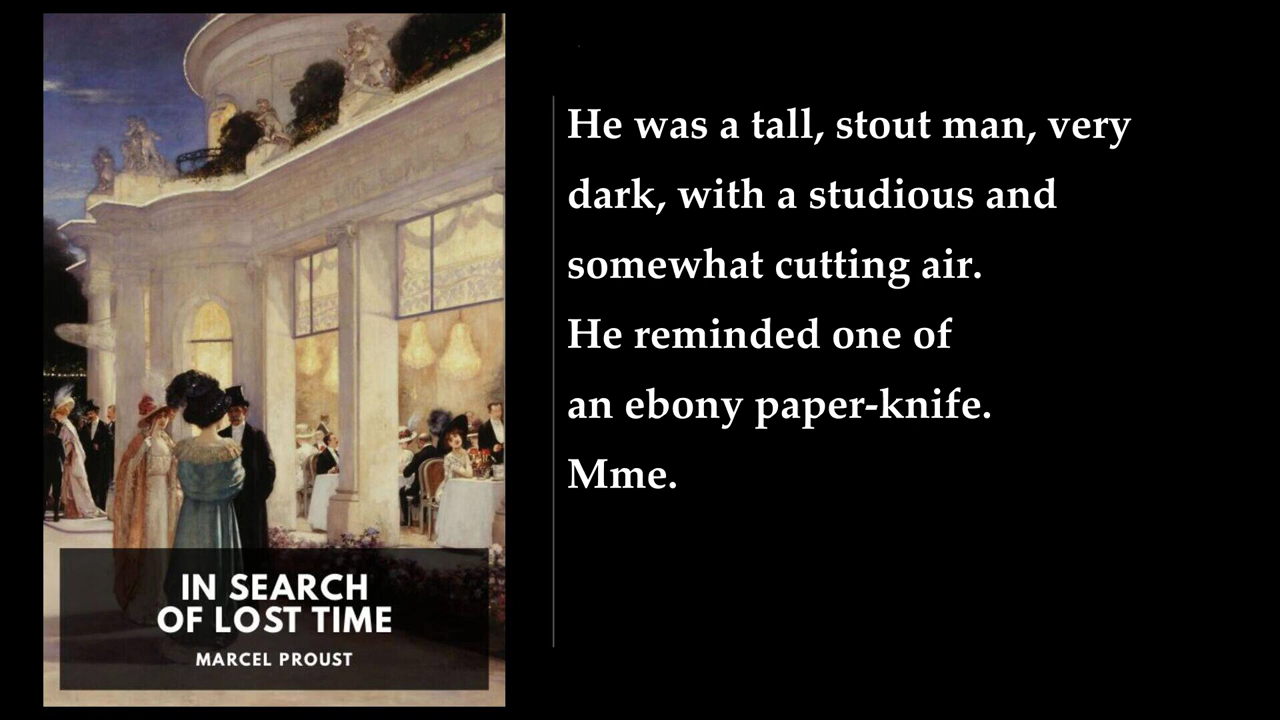 IN SEARCH
OF LOST TIME
MARCEL PROUST
He was a tall, stout man, very
dark, with a studious and
somewhat cutting air.
He reminded one of
an ebony paper-knife.
Mme.